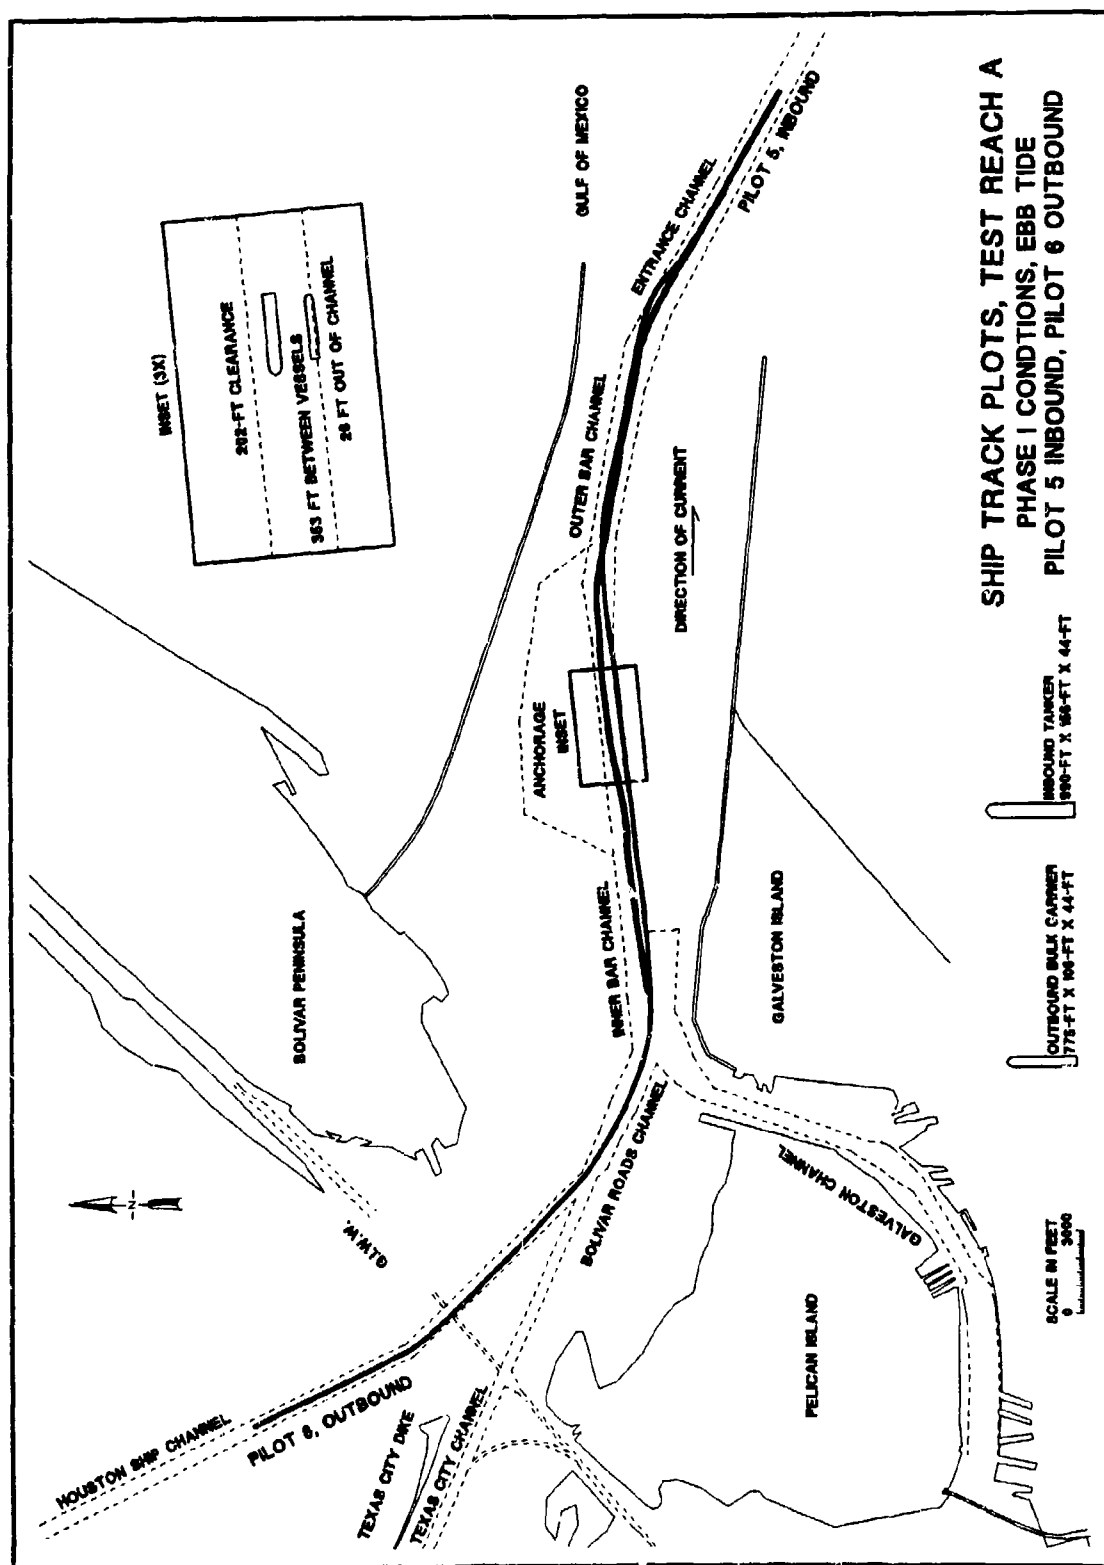 INSET (3X)
202-FT CLEARANCE
353 FT BETWEEN VESSELS
26 FT OUT OF CHANNEL
GULF OF MEXICO
ENTRANCE CHANNEL
PILOT 5, INBOUND
OUTER BAR CHANNEL
DIRECTION OF CURRENT
ANCHORAGE
INSET
INNER BAR CHANNEL
BOLIVAR PENINSULA
GALVESTON ISLAND
BOLIVAR ROADS CHANNEL
GALVESTON CHANNEL
N
G.I.W.W.
HOUSTON SHIP CHANNEL
PILOT 6, OUTBOUND
TEXAS CITY DIKE
TEXAS CITY CHANNEL
PELICAN ISLAND
SCALE IN FEET
0 3000
OUTBOUND BULK CARRIER
775-FT X 106-FT X 44-FT
INBOUND TANKER
990-FT X 156-FT X 44-FT
SHIP TRACK PLOTS, TEST REACH A
PHASE I CONDTIONS, EBB TIDE
PILOT 5 INBOUND, PILOT 6 OUTBOUND